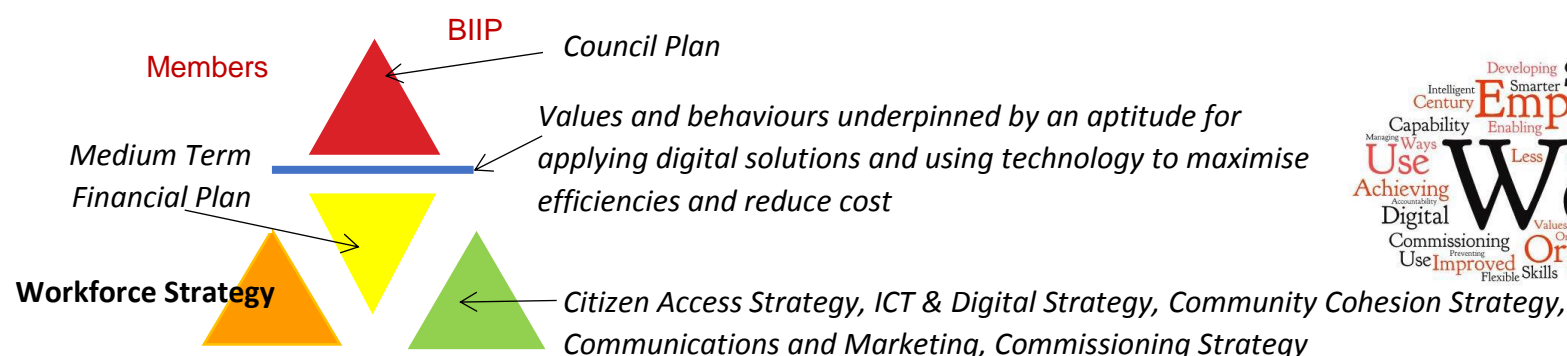 BIIP
Council Plan
Members
Values and behaviours underpinned by an aptitude for
applying digital solutions and using technology to maximise
efficiencies and reduce cost
Medium Term
Financial Plan
Workforce Strategy
Citizen Access Strategy, ICT & Digital Strategy, Community Cohesion Strategy,
Communications and Marketing, Commissioning Strategy
Developing
Intelligent
Smarter
Century
Capability
Enabling
Managing
Ways
Use
Less
Achieving
Accountability
Digital
Values
Commissioning
Preventing
Use
Improved
Flexible
Skills